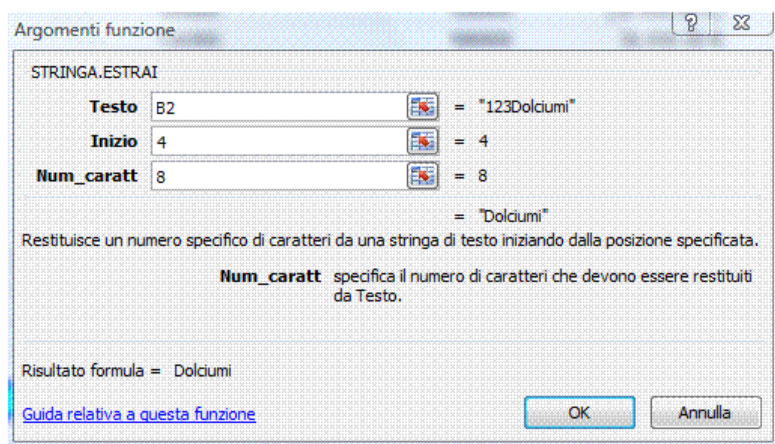 Argomenti funzione
STRINGA.ESTRAI
Testo B2 = "123Dolciumi"
Inizio 4 = 4
Num_caratt 8 = 8
= "Dolciumi"
Restituisce un numero specifico di caratteri da una stringa di testo iniziando dalla posizione specificata.
Num_caratt specifica il numero di caratteri che devono essere restituiti
da Testo.
Risultato formula = Dolciumi
Guida relativa a questa funzione OK Annulla